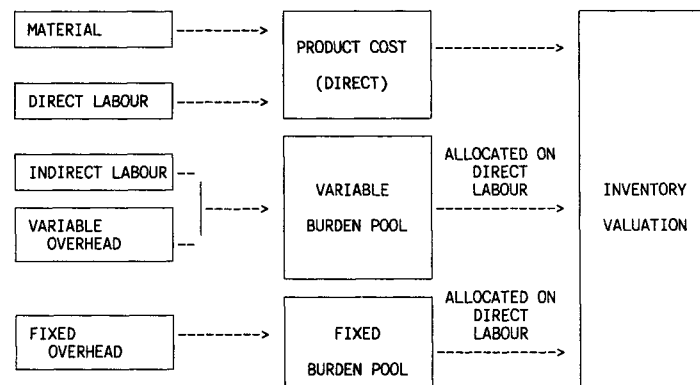 MATERIAL
DIRECT LABOUR
PRODUCT COST
(DIRECT)
INDIRECT LABOUR
VARIABLE
OVERHEAD
VARIABLE
BURDEN POOL
ALLOCATED ON
DIRECT
LABOUR
FIXED
OVERHEAD
FIXED
BURDEN POOL
ALLOCATED ON
DIRECT
LABOUR
INVENTORY
VALUATION